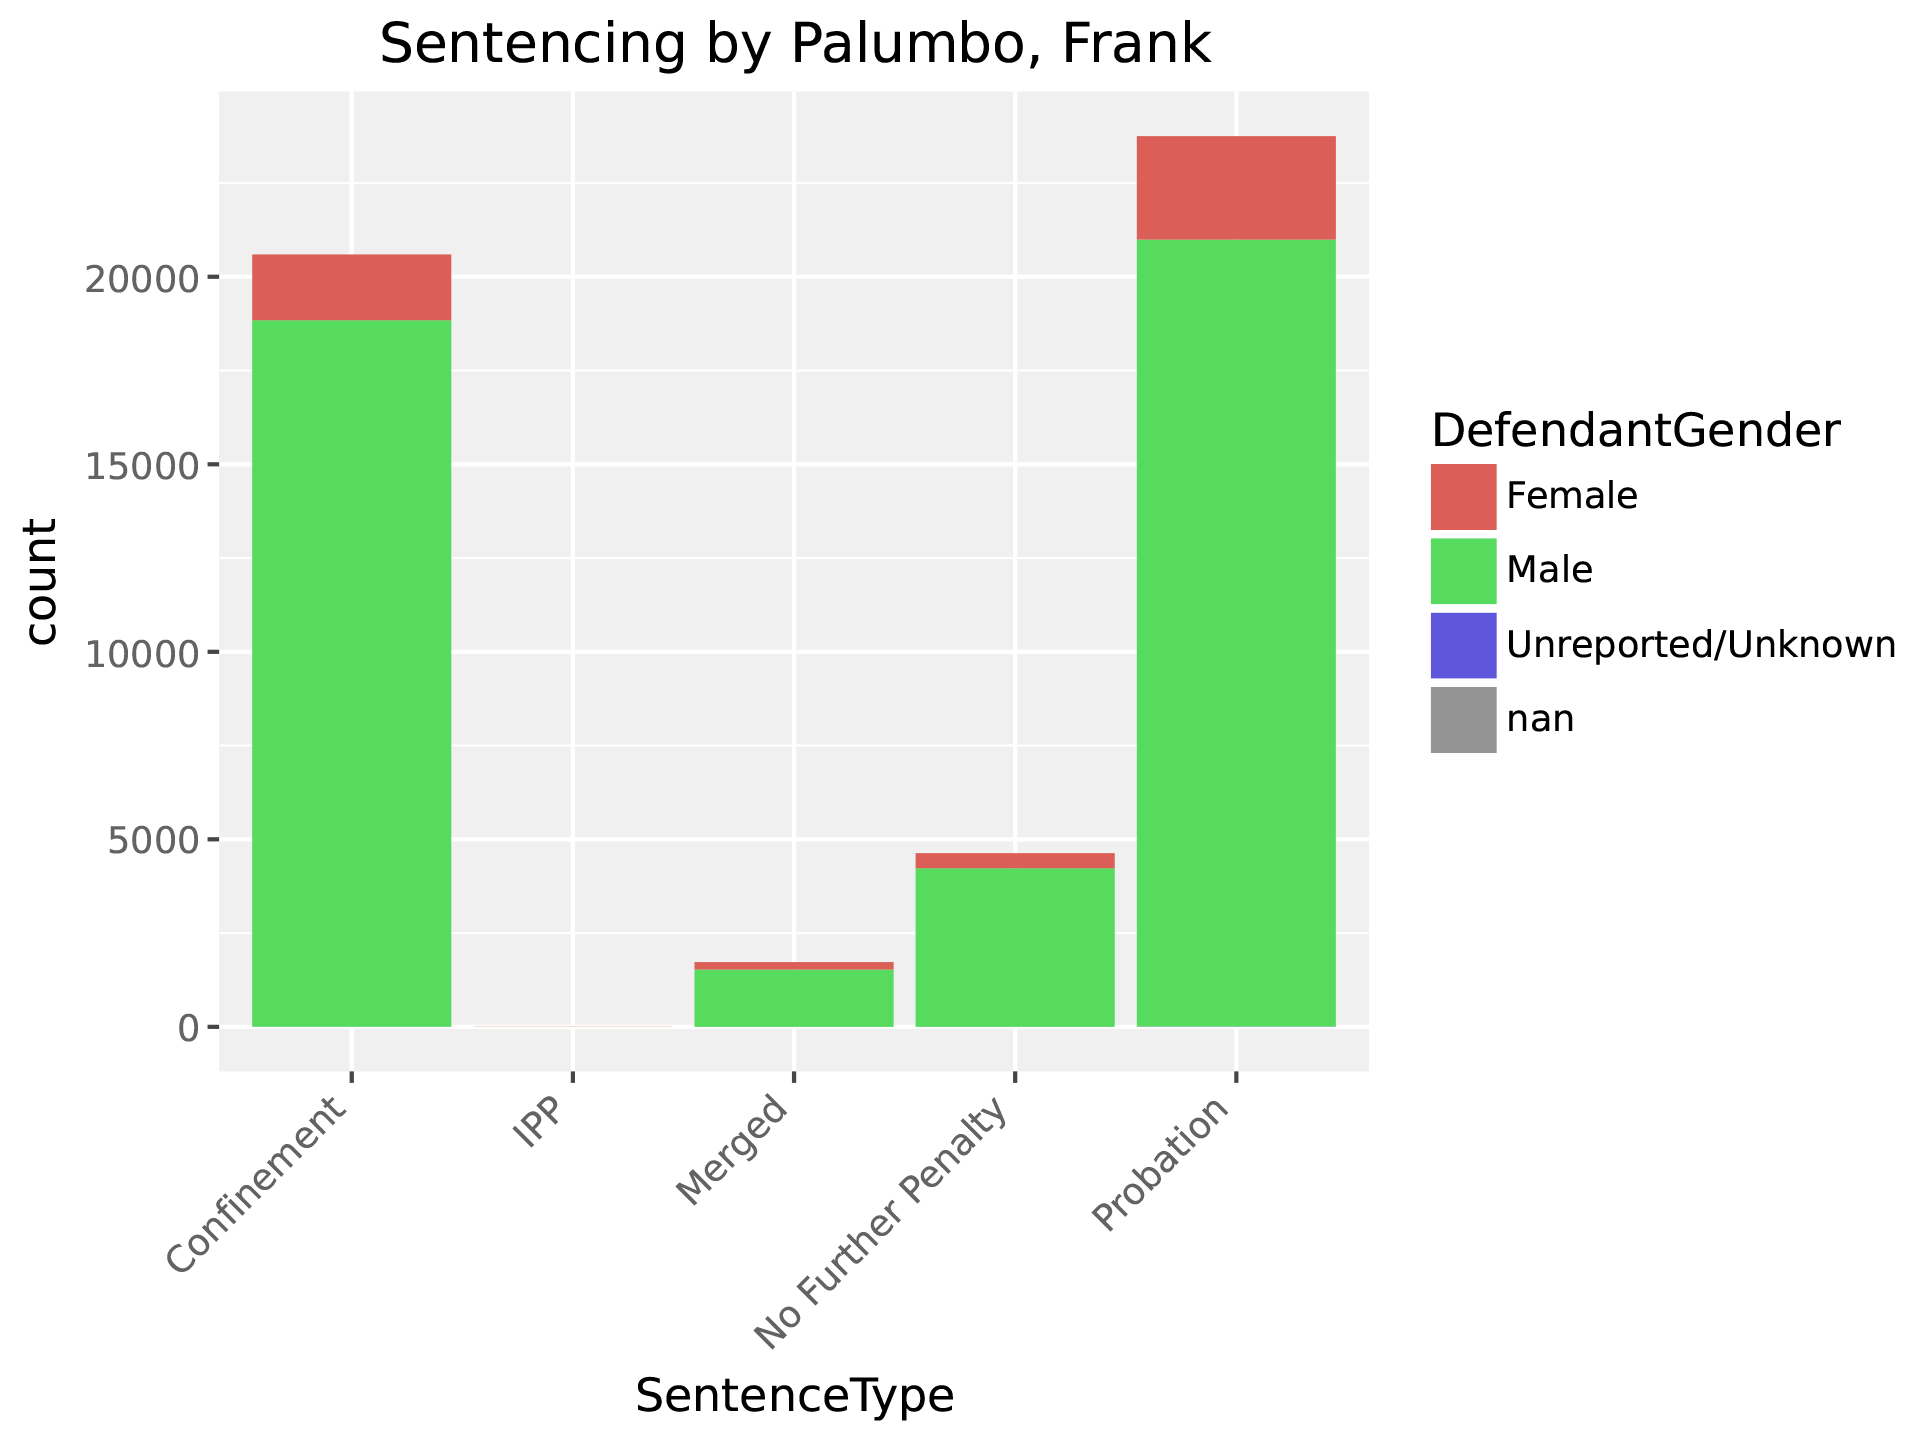 Sentencing by Palumbo, Frank
count
20000
15000
10000
5000
0
Confinement
IPP
Merged
No Further Penalty
Probation
SentenceType
DefendantGender
Female
Male
Unreported/Unknown
nan